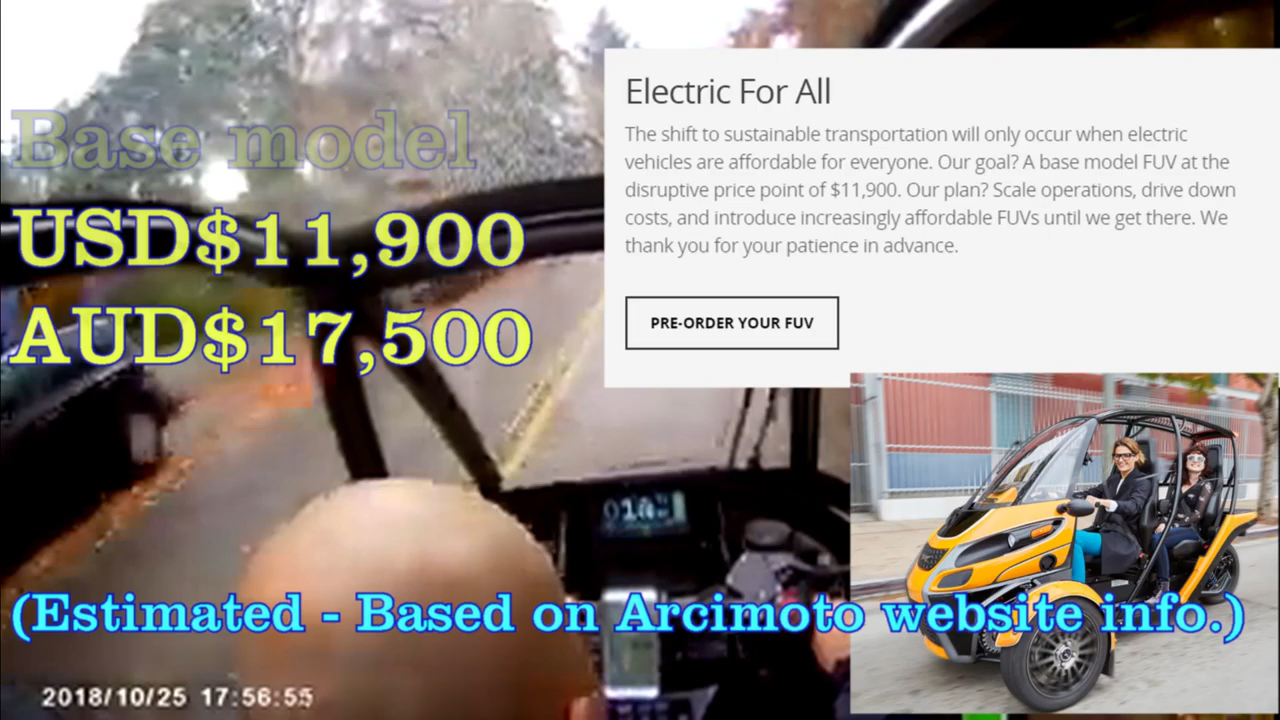 Base model
USD$11,900
AUD$17,500
Electric For All
The shift to sustainable transportation will only occur when electric
vehicles are affordable for everyone. Our goal? A base model FUV at the
disruptive price point of $11,900. Our plan? Scale operations, drive down
costs, and introduce increasingly affordable FUVs until we get there. We
thank you for your patience in advance.
PRE-ORDER YOUR FUV
(Estimated - Based on Arcimoto website info.)
2018/10/25 17:56:55